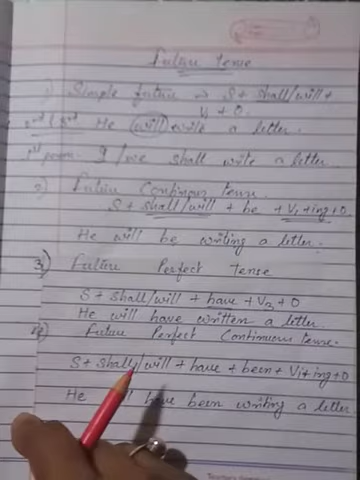 Future tense
1) Simple future → S+ shall/will +
V₁ + O.
2nd/3rd He will write a letter.
1st person I/we shall write a letter.
2) Future Continuous tense.
S + shall/will + be + V₁+ing+O.
He will be writing a letter.
3) Future Perfect Tense
S + shall/will + have + V₃ + O
He will have written a letter
4) Future Perfect Continuous tense.
S + shall/will + have + been + V₁+ing+O
He will have been writing a letter
Teacher's